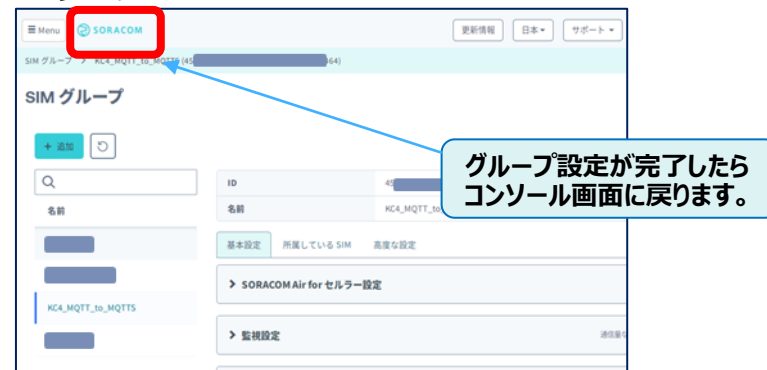 Menu SORACOM 更新情報 日本 サポート
SIM グループ > KC4_MQTT_to_MQTTS (45 64)
SIM グループ
+ 追加
グループ設定が完了したら
コンソール画面に戻ります。
ID 45
名前
名前 KC4_MQTT_to
基本設定 所属している SIM 高度な設定
> SORACOM Air for セルラー設定
KC4_MQTT_to_MQTTS
> 監視設定